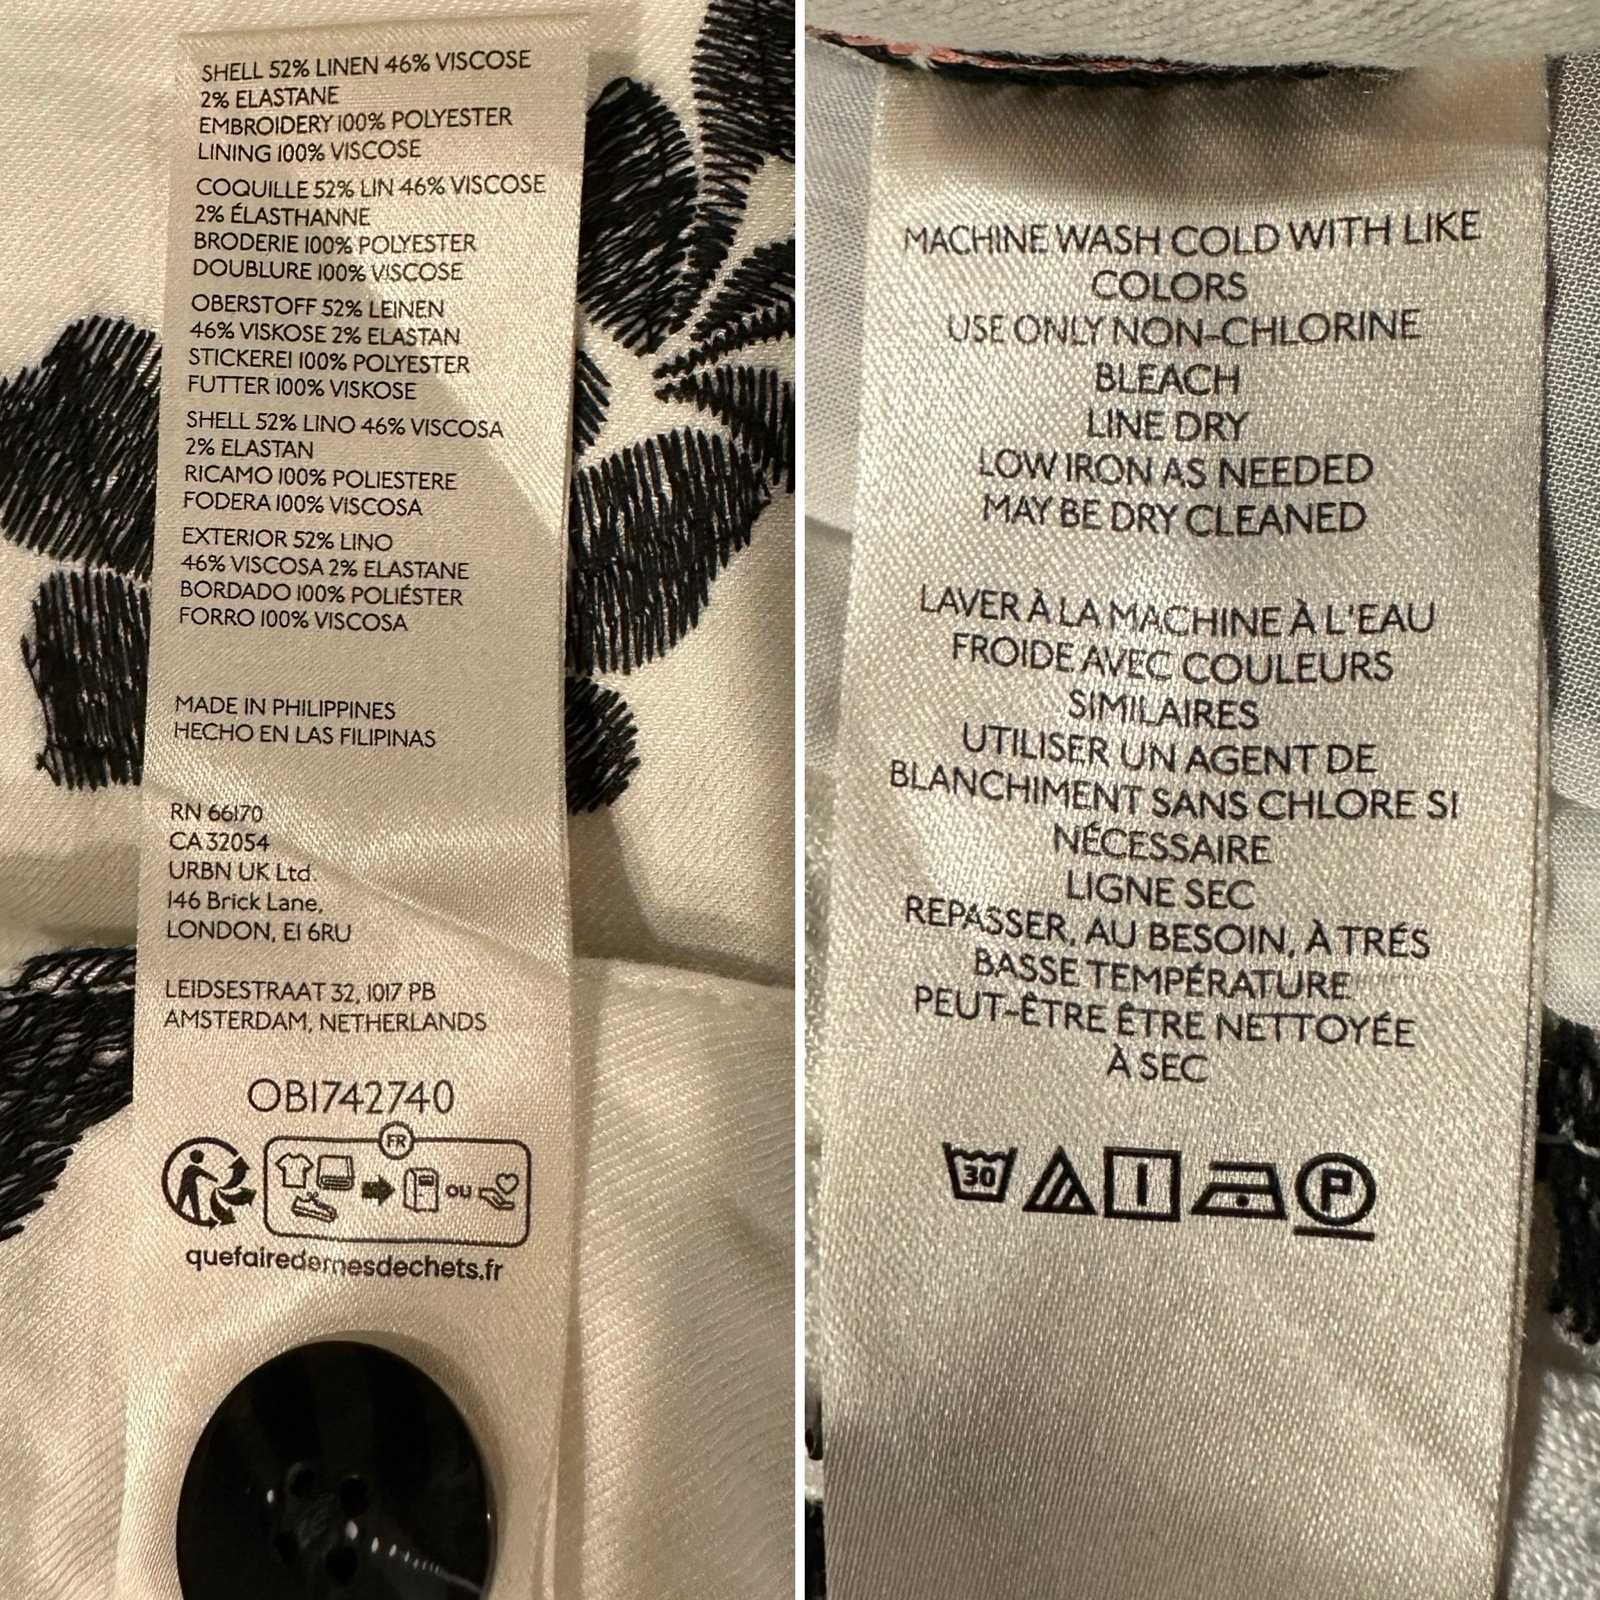 SHELL 52% LINEN 46% VISCOSE
2% ELASTANE
EMBROIDERY 100% POLYESTER
LINING 100% VISCOSE
COQUILLE 52% LIN 46% VISCOSE
2% ÉLASTHANNE
BRODERIE 100% POLYESTER
DOUBLURE 100% VISCOSE
OBERSTOFF 52% LEINEN
46% VISKOSE 2% ELASTAN
STICKEREI 100% POLYESTER
FUTTER 100% VISKOSE
SHELL 52% LINO 46% VISCOSA
2% ELASTAN
RICAMO 100% POLIESTERE
FODERA 100% VISCOSA
EXTERIOR 52% LINO
46% VISCOSA 2% ELASTANE
BORDADO 100% POLIÉSTER
FORRO 100% VISCOSA
MADE IN PHILIPPINES
HECHO EN LAS FILIPINAS
RN 66170
CA 32054
URBN UK Ltd.
146 Brick Lane,
LONDON, E1 6RU
LEIDSESTRAAT 32, 1017 PB
AMSTERDAM, NETHERLANDS
OB1742740
FR
OU
quefairedemesdechets.fr
MACHINE WASH COLD WITH LIKE
COLORS
USE ONLY NON-CHLORINE
BLEACH
LINE DRY
LOW IRON AS NEEDED
MAY BE DRY CLEANED
LAVER À LA MACHINE À L'EAU
FROIDE AVEC COULEURS
SIMILAIRES
UTILISER UN AGENT DE
BLANCHIMENT SANS CHLORE SI
NÉCESSAIRE
LIGNE SEC
REPASSER, AU BESOIN, À TRÉS
BASSE TEMPÉRATURE
PEUT-ÊTRE ÊTRE NETTOYÉE
À SEC
30
P